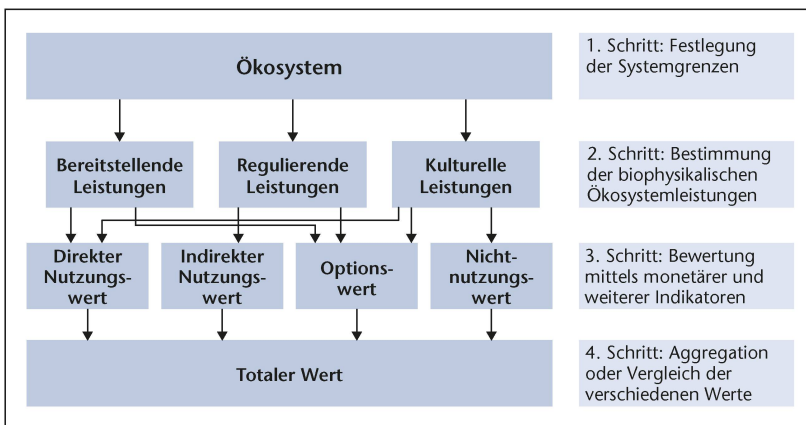 Ökosystem
1. Schritt: Festlegung
der Systemgrenzen
Bereitstellende
Leistungen
Regulierende
Leistungen
Kulturelle
Leistungen
2. Schritt: Bestimmung
der biophysikalischen
Ökosystemleistungen
Direkter
Nutzungs-
wert
Indirekter
Nutzungs-
wert
Options-
wert
Nicht-
nutzungs-
wert
3. Schritt: Bewertung
mittels monetärer und
weiterer Indikatoren
Totaler Wert
4. Schritt: Aggregation
oder Vergleich der
verschiedenen Werte